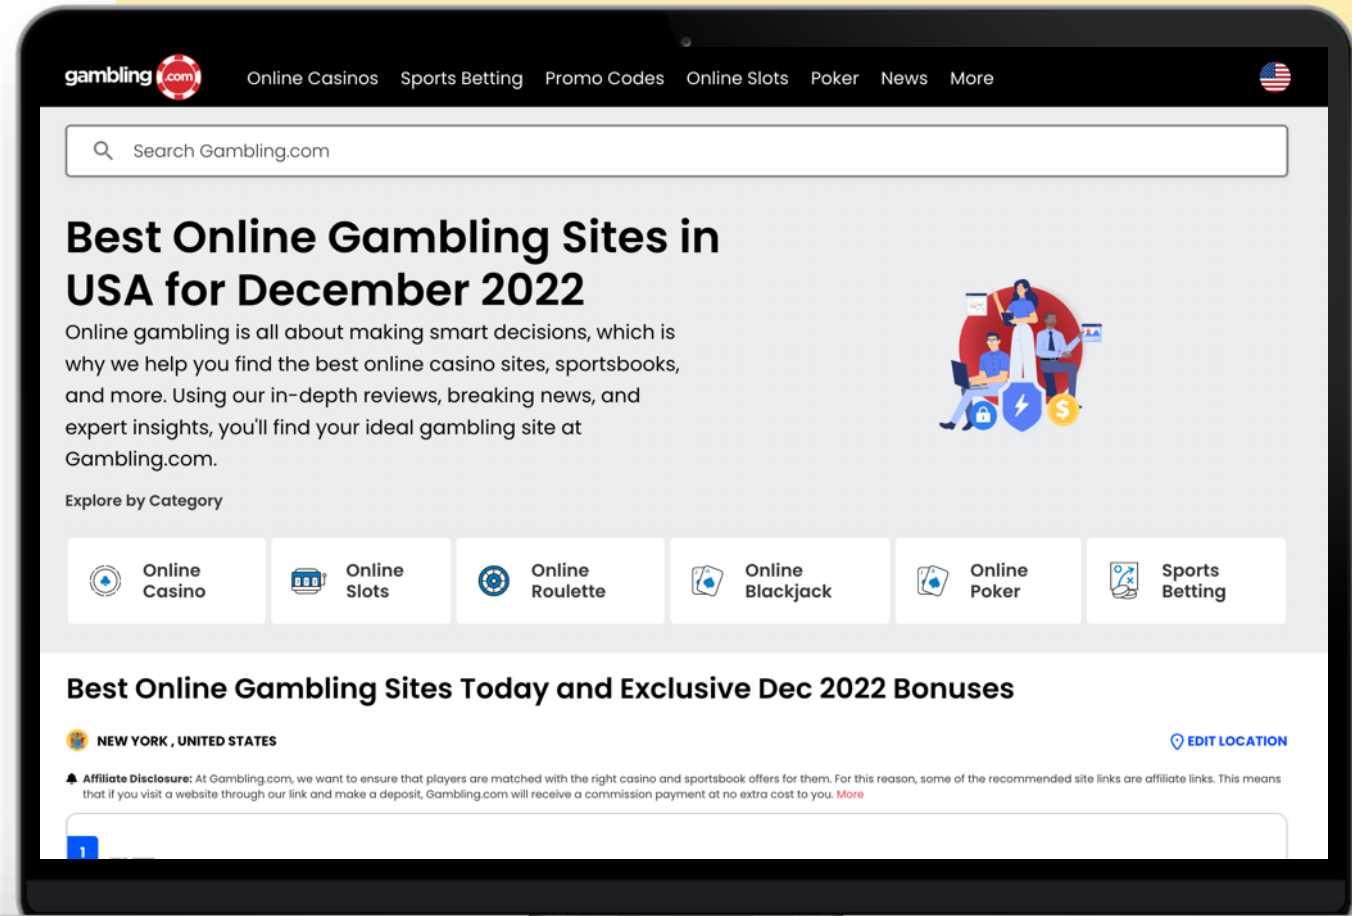 gambling .com
Online Casinos Sports Betting Promo Codes Online Slots Poker News More
Search Gambling.com
Best Online Gambling Sites in
USA for December 2022
Online gambling is all about making smart decisions, which is
why we help you find the best online casino sites, sportsbooks,
and more. Using our in-depth reviews, breaking news, and
expert insights, you'll find your ideal gambling site at
Gambling.com.
Explore by Category
Online
Casino
Online
Slots
Online
Roulette
Online
Blackjack
Online
Poker
Sports
Betting
Best Online Gambling Sites Today and Exclusive Dec 2022 Bonuses
NEW YORK , UNITED STATES
EDIT LOCATION
Affiliate Disclosure: At Gambling.com, we want to ensure that players are matched with the right casino and sportsbook offers for them. For this reason, some of the recommended site links are affiliate links. This means
that if you visit a website through our link and make a deposit, Gambling.com will receive a commission payment at no extra cost to you. More
1